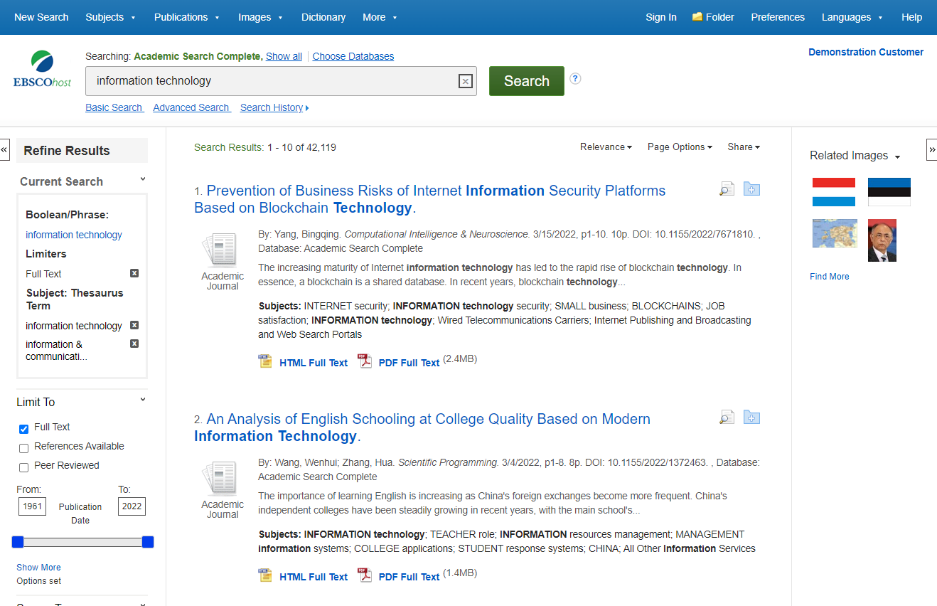 New Search Subjects Publications Images Dictionary More Sign In Folder Preferences Languages Help
Searching: Academic Search Complete, Show all | Choose Databases
Demonstration Customer
EBSCOhost
information technology
Search
?
Basic Search Advanced Search Search History
«
Refine Results
Current Search
Boolean/Phrase:
information technology
Limiters
Full Text
Subject: Thesaurus
Term
information technology
information &
communicati...
Limit To
Full Text
References Available
Peer Reviewed
From: To:
1961 Publication 2022
Date
Show More
Options set
Search Results: 1 - 10 of 42,119
Relevance Page Options Share
1. Prevention of Business Risks of Internet Information Security Platforms
Based on Blockchain Technology.
Academic
Journal
By: Yang, Bingqing. Computational Intelligence & Neuroscience. 3/15/2022, p1-10. 10p. DOI: 10.1155/2022/7671810. ,
Database: Academic Search Complete
The increasing maturity of Internet information technology has led to the rapid rise of blockchain technology. In
essence, a blockchain is a shared database. In recent years, blockchain technology...
Subjects: INTERNET security; INFORMATION technology security; SMALL business; BLOCKCHAINS; JOB
satisfaction; INFORMATION technology; Wired Telecommunications Carriers; Internet Publishing and Broadcasting
and Web Search Portals
HTML Full Text PDF Full Text (2.4MB)
2. An Analysis of English Schooling at College Quality Based on Modern
Information Technology.
Academic
Journal
By: Wang, Wenhui; Zhang, Hua. Scientific Programming. 3/4/2022, p1-8. 8p. DOI: 10.1155/2022/1372463. , Database:
Academic Search Complete
The importance of learning English is increasing as China's foreign exchanges become more frequent. China's
independent colleges have been steadily growing in recent years, with the main school's...
Subjects: INFORMATION technology; TEACHER role; INFORMATION resources management; MANAGEMENT
information systems; COLLEGE applications; STUDENT response systems; CHINA; All Other Information Services
HTML Full Text PDF Full Text (1.4MB)
»
Related Images
Find More